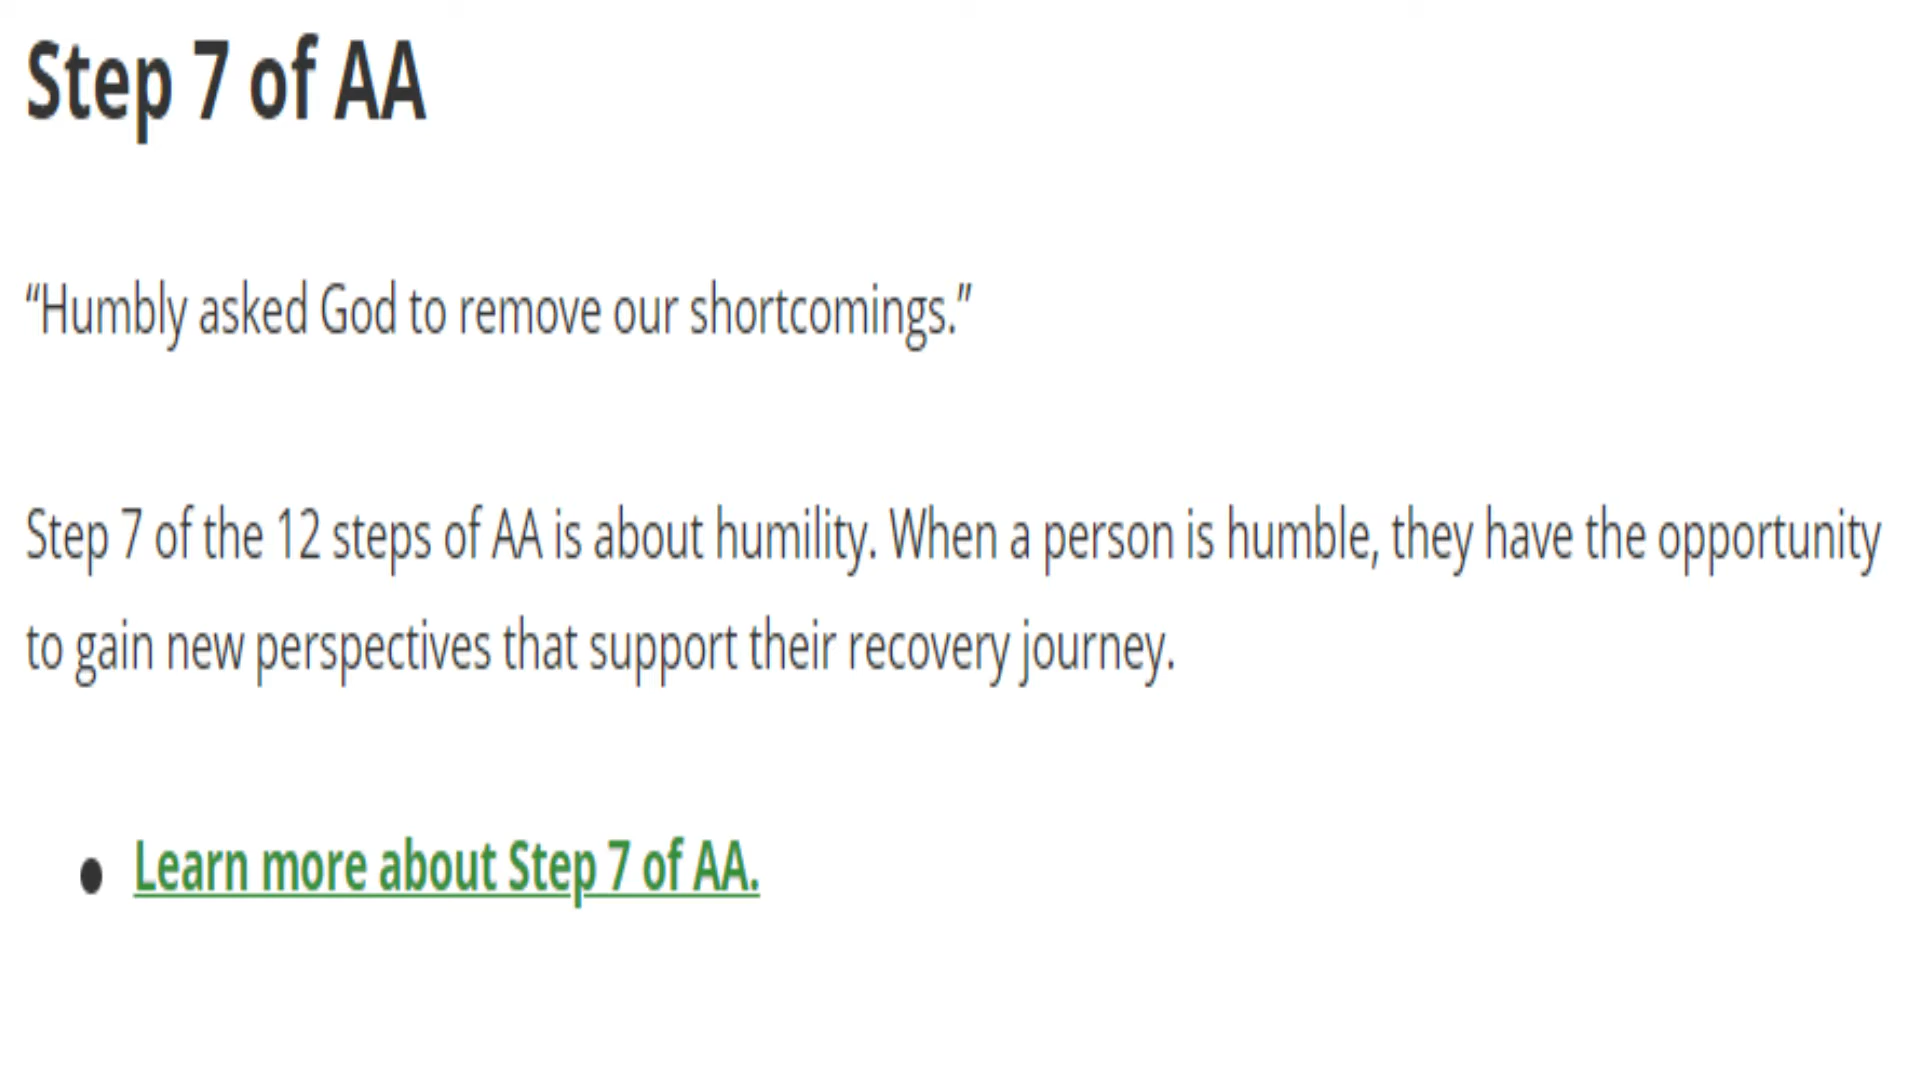 Step 7 of AA
“Humbly asked God to remove our shortcomings.”
Step 7 of the 12 steps of AA is about humility. When a person is humble, they have the opportunity
to gain new perspectives that support their recovery journey.
• Learn more about Step 7 of AA.